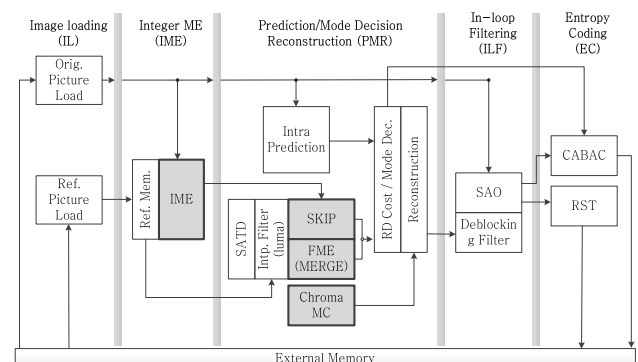 Image loading
(IL)
Integer ME
(IME)
Prediction/Mode Decision
Reconstruction (PMR)
In-loop
Filtering
(ILF)
Entropy
Coding
(EC)
Orig.
Picture
Load
Ref.
Picture
Load
Ref. Mem.
IME
Intra
Prediction
SATD
Intp. Filter
(luma)
SKIP
FME
(MERGE)
Chroma
MC
RD Cost / Mode Dec.
Reconstruction
SAO
Deblockin
g Filter
CABAC
RST
External Memory